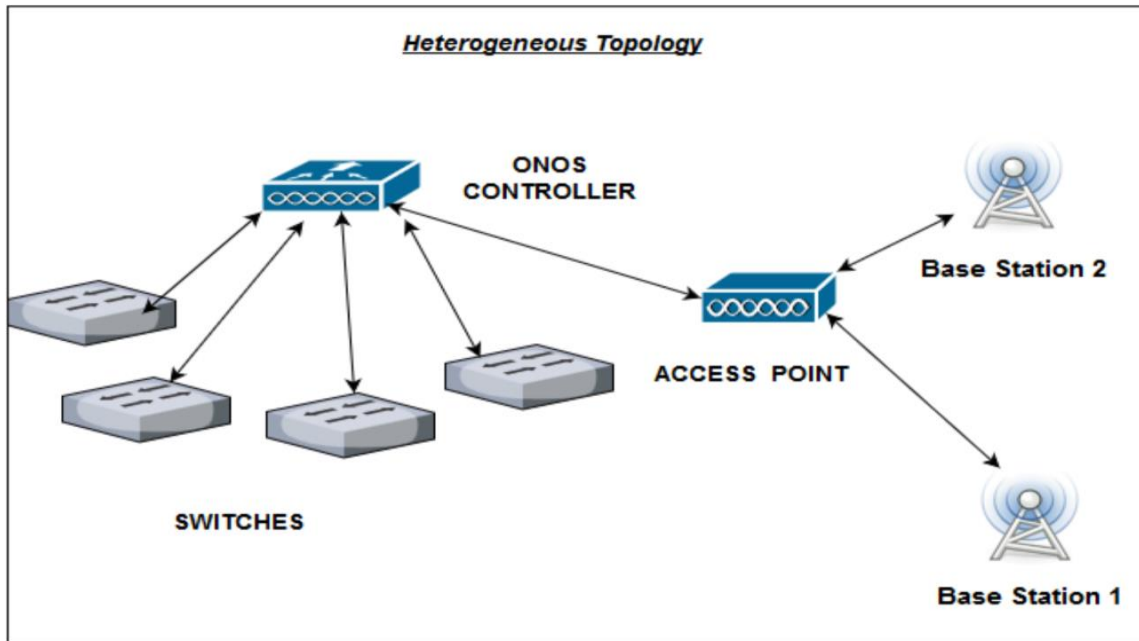 Heterogeneous Topology
ONOS
CONTROLLER
Base Station 2
ACCESS POINT
SWITCHES
Base Station 1